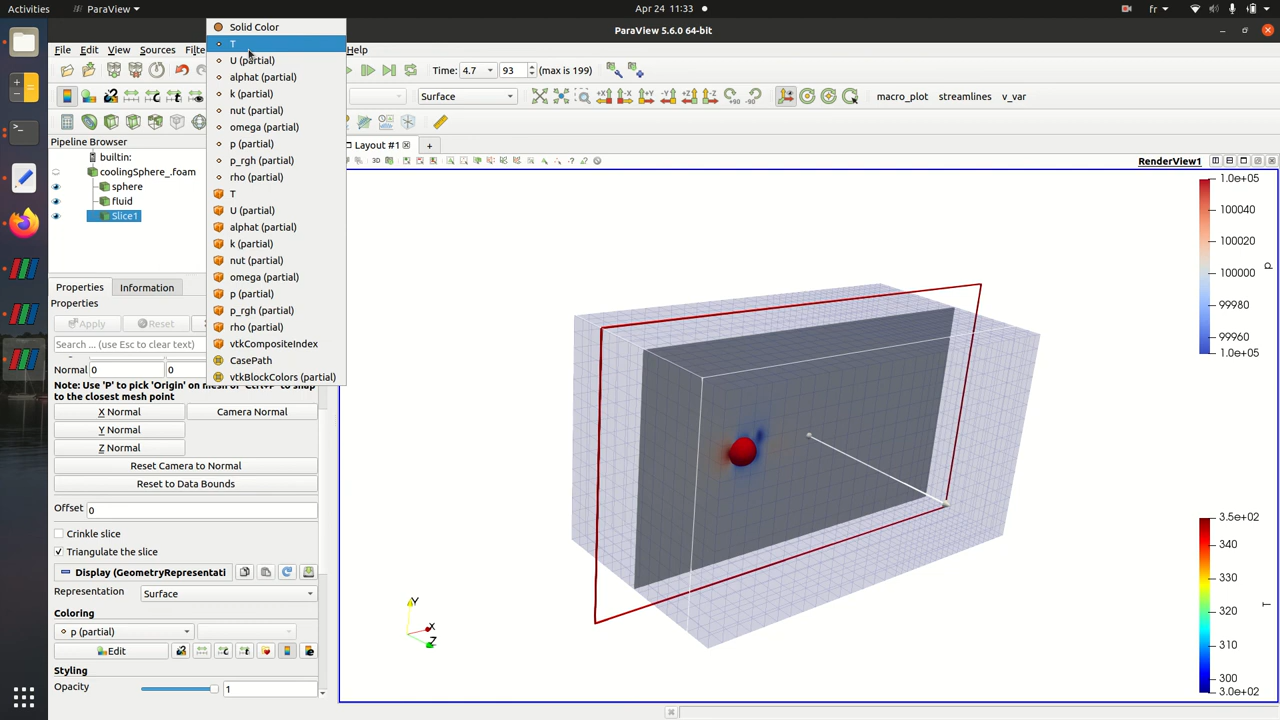 Activities
ParaView
Apr 24 11:33
fr
ParaView 5.6.0 64-bit
File
Edit
View
Sources
Filte
Help
Time: 4.7
93
(max is 199)
Surface
+X
-X
+Y
-Y
+Z
-Z
+90
-90
macro_plot
streamlines
v_var
Pipeline Browser
builtin:
coolingSphere_.foam
sphere
fluid
Slice1
Layout #1
+
3D
RenderView1
Solid Color
T
U (partial)
alphat (partial)
k (partial)
nut (partial)
omega (partial)
p (partial)
p_rgh (partial)
rho (partial)
T
U (partial)
alphat (partial)
k (partial)
nut (partial)
omega (partial)
p (partial)
p_rgh (partial)
rho (partial)
vtkCompositeIndex
CasePath
vtkBlockColors (partial)
Properties
Information
Properties
Apply
Reset
Search ... (use Esc to clear text)
Normal
0
0
Note: Use 'P' to pick 'Origin' on mesh or 'Ctrl+P' to snap
to the closest mesh point
X Normal
Camera Normal
Y Normal
Z Normal
Reset Camera to Normal
Reset to Data Bounds
Offset
0
Crinkle slice
Triangulate the slice
Display (GeometryRepresentati
Representation
Surface
Coloring
p (partial)
Edit
Styling
Opacity
1
1.0e+05
100040
100020
100000
99980
99960
1.0e+05
p
3.5e+02
340
330
320
310
300
3.0e+02
T
Y
X
Z